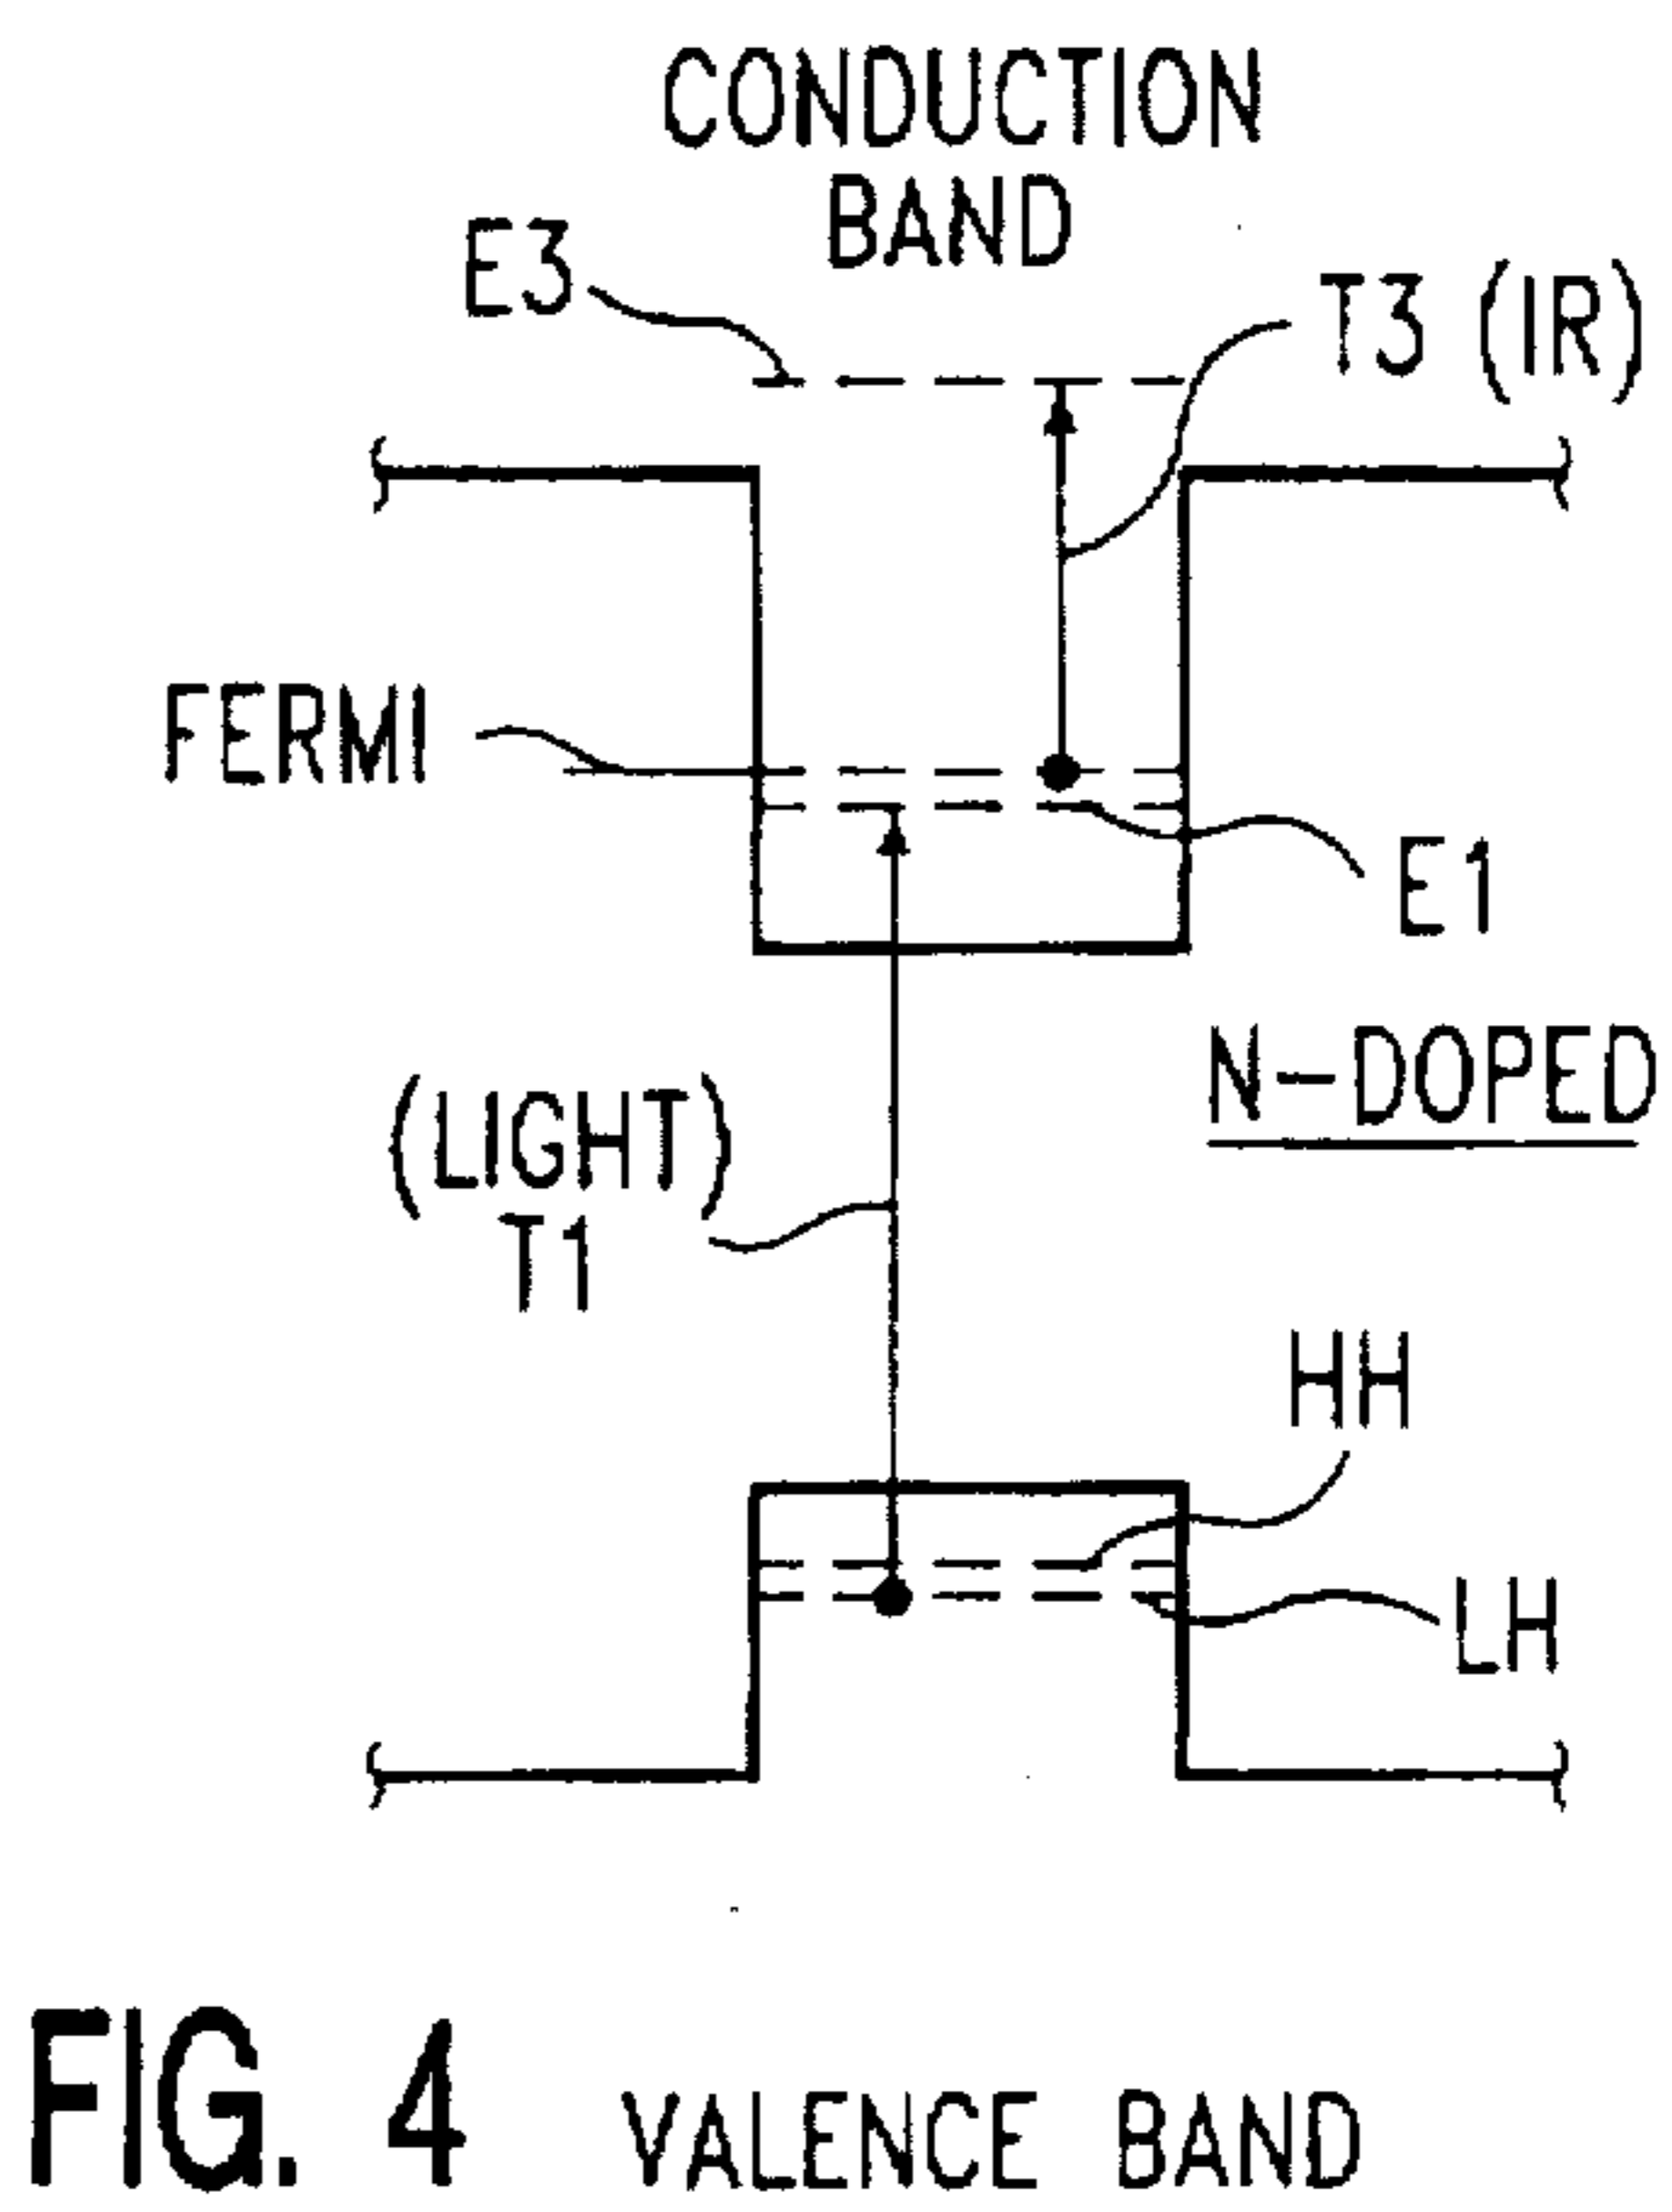 CONDUCTION
BAND
E3
T3 (IR)
FERMI
E1
N-DOPED
(LIGHT)
T1
HH
LH
FIG. 4
VALENCE BAND